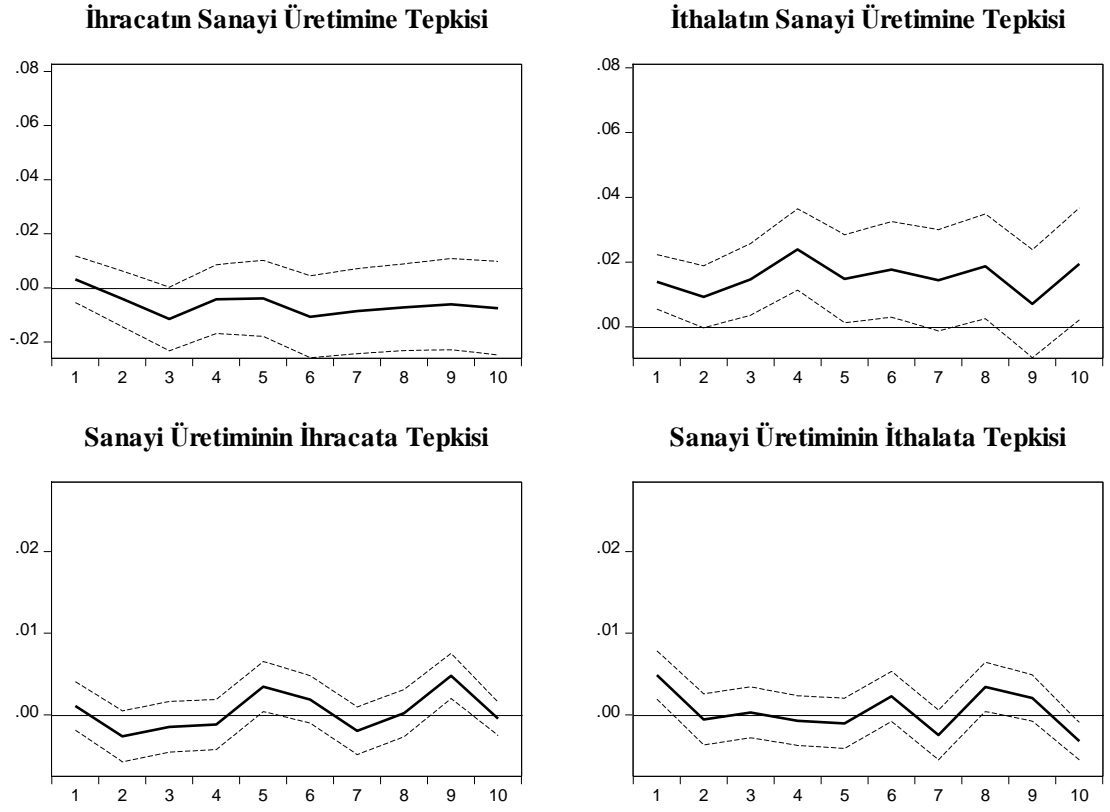 İhracatın Sanayi Üretimine Tepkisi
.08
.06
.04
.02
.00
-.02
1 2 3 4 5 6 7 8 9 10
İthalatın Sanayi Üretimine Tepkisi
.08
.06
.04
.02
.00
1 2 3 4 5 6 7 8 9 10
Sanayi Üretiminin İhracata Tepkisi
.02
.01
.00
1 2 3 4 5 6 7 8 9 10
Sanayi Üretiminin İthalata Tepkisi
.02
.01
.00
1 2 3 4 5 6 7 8 9 10